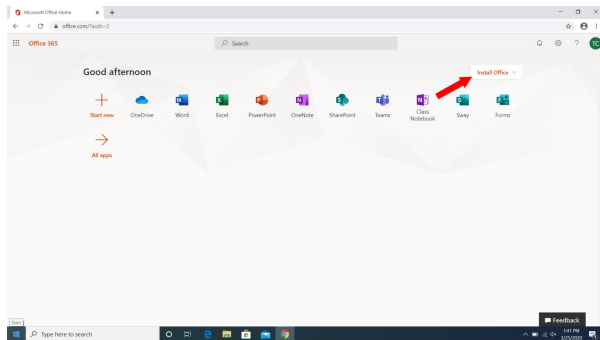 Microsoft Office Home
office.com/?auth=2
Office 365
Search
TC
Good afternoon
Install Office
Start new
OneDrive
Word
Excel
PowerPoint
OneNote
SharePoint
Teams
Class
Notebook
Sway
Forms
All apps
Feedback
Start
Type here to search
1:41 PM
3/25/2020